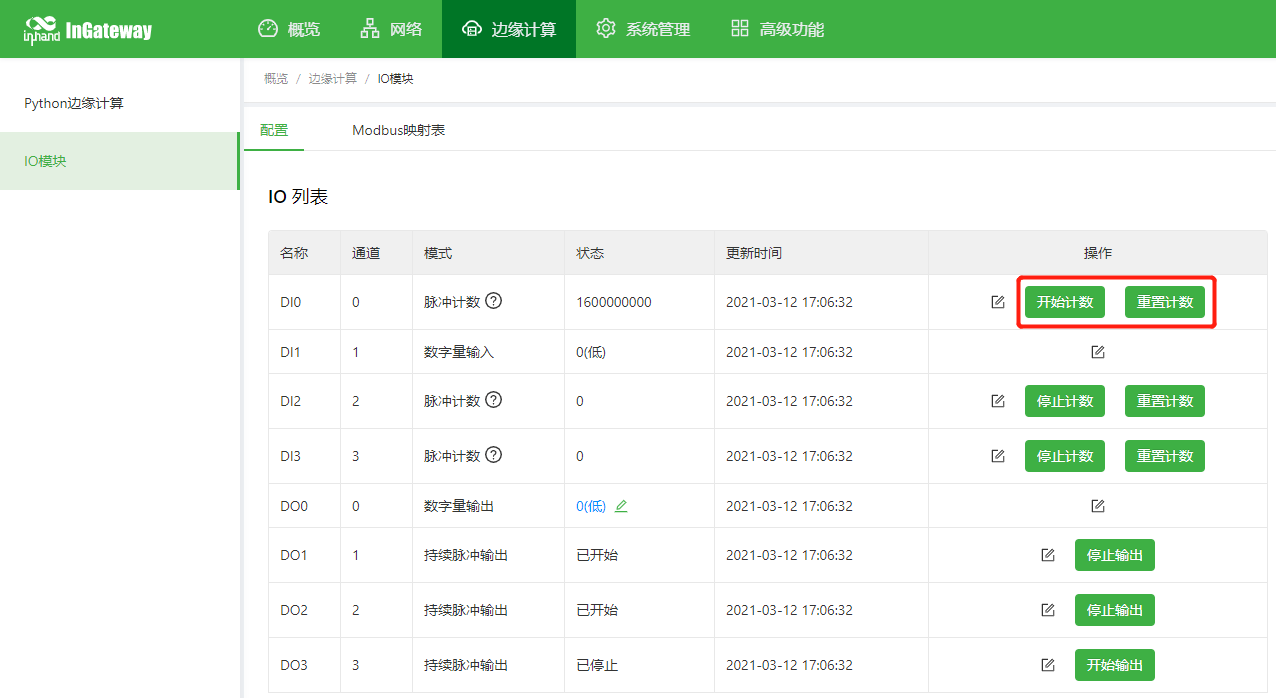 inhand InGateway 概览 网络 边缘计算 系统管理 高级功能
Python边缘计算
IO模块
概览 / 边缘计算 / IO模块
配置 Modbus映射表
IO 列表
名称 通道 模式 状态 更新时间 操作
DI0 0 脉冲计数 ? 1600000000 2021-03-12 17:06:32 开始计数 重置计数
DI1 1 数字量输入 0(低) 2021-03-12 17:06:32
DI2 2 脉冲计数 ? 0 2021-03-12 17:06:32 停止计数 重置计数
DI3 3 脉冲计数 ? 0 2021-03-12 17:06:32 停止计数 重置计数
DO0 0 数字量输出 0(低) 2021-03-12 17:06:32
DO1 1 持续脉冲输出 已开始 2021-03-12 17:06:32 停止输出
DO2 2 持续脉冲输出 已开始 2021-03-12 17:06:32 停止输出
DO3 3 持续脉冲输出 已停止 2021-03-12 17:06:32 开始输出